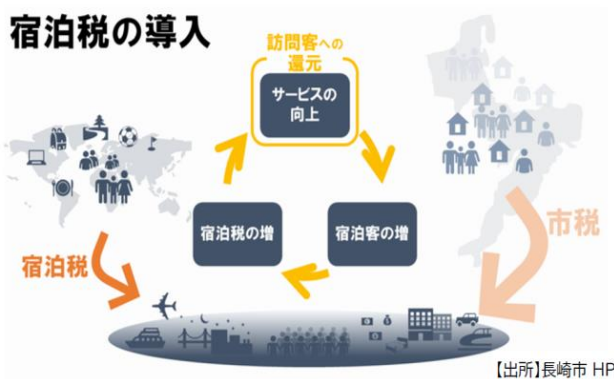 宿泊税の導入
訪問客への
還元
サービスの
向上
宿泊税の増
宿泊客の増
宿泊税
市税
【出所】長崎市 HP